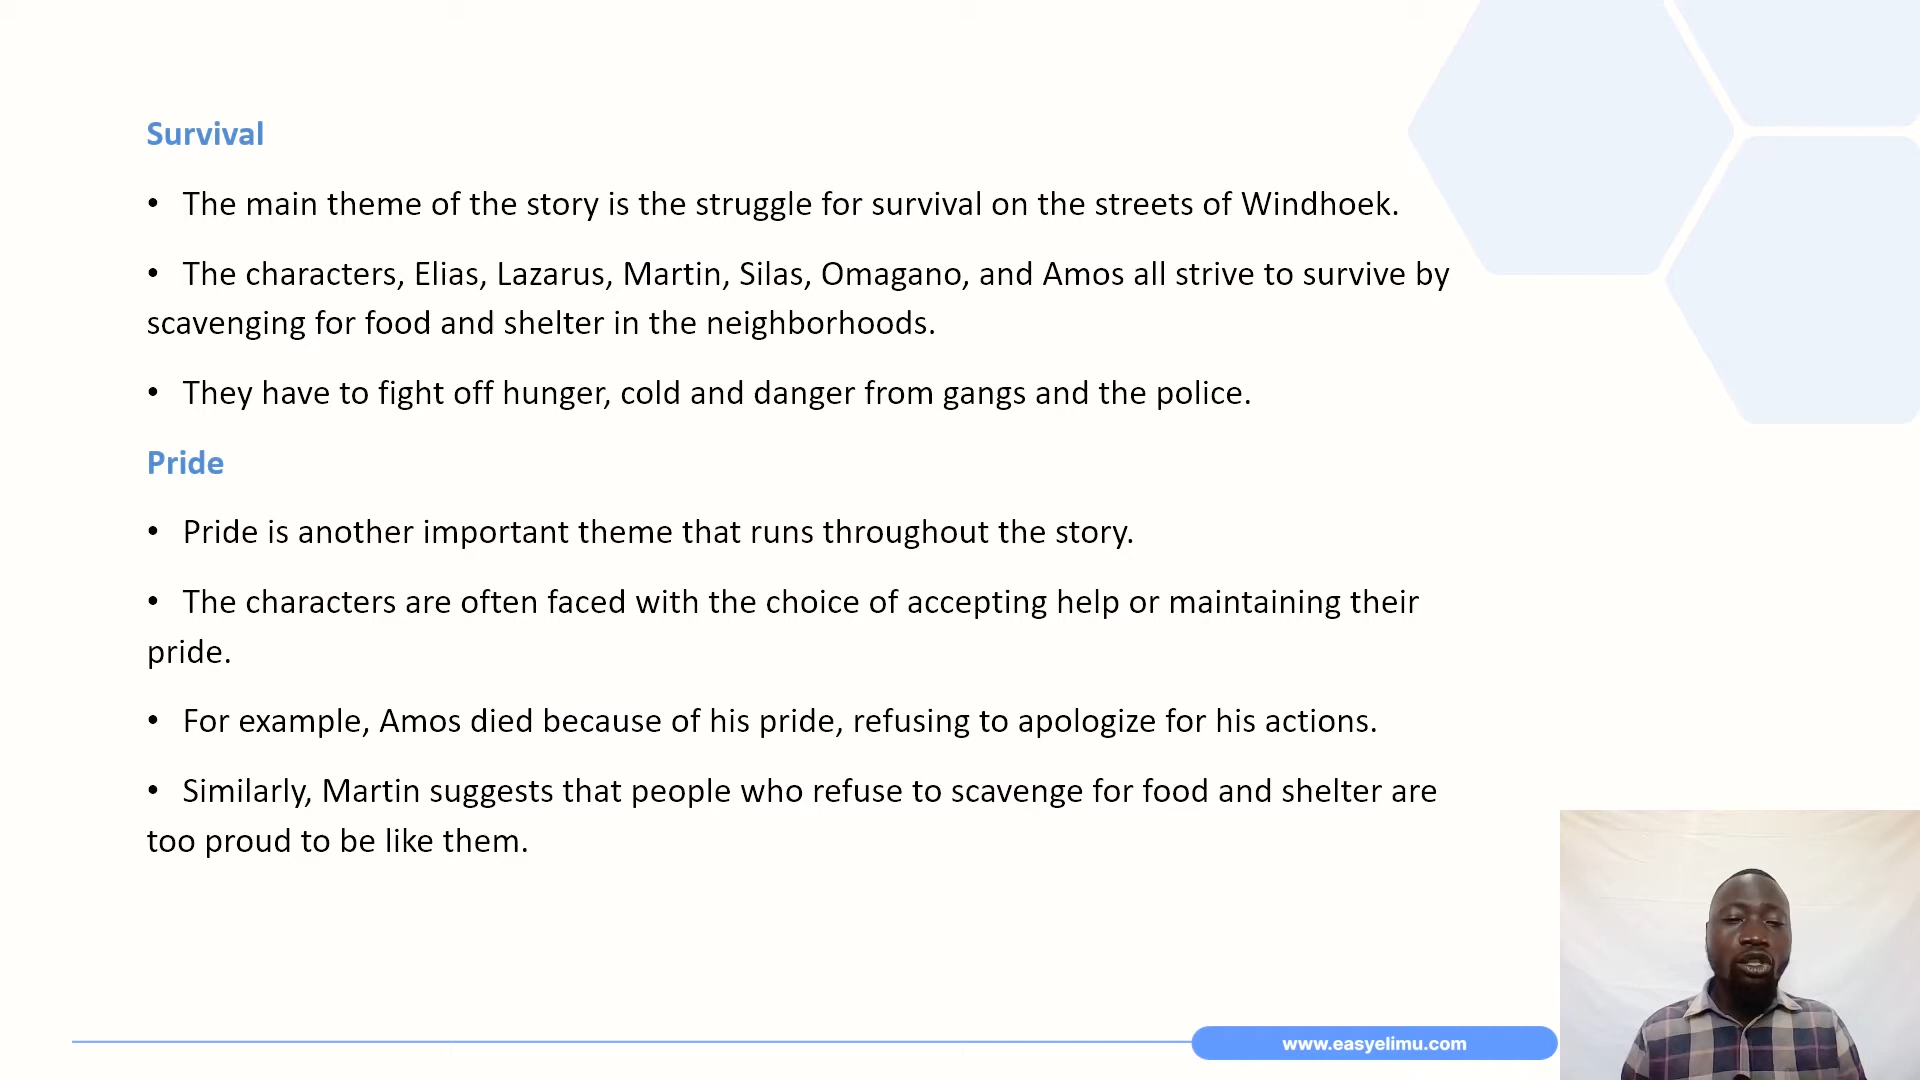 Survival
• The main theme of the story is the struggle for survival on the streets of Windhoek.
• The characters, Elias, Lazarus, Martin, Silas, Omagano, and Amos all strive to survive by
scavenging for food and shelter in the neighborhoods.
• They have to fight off hunger, cold and danger from gangs and the police.
Pride
• Pride is another important theme that runs throughout the story.
• The characters are often faced with the choice of accepting help or maintaining their
pride.
• For example, Amos died because of his pride, refusing to apologize for his actions.
• Similarly, Martin suggests that people who refuse to scavenge for food and shelter are
too proud to be like them.
www.easyelimu.com